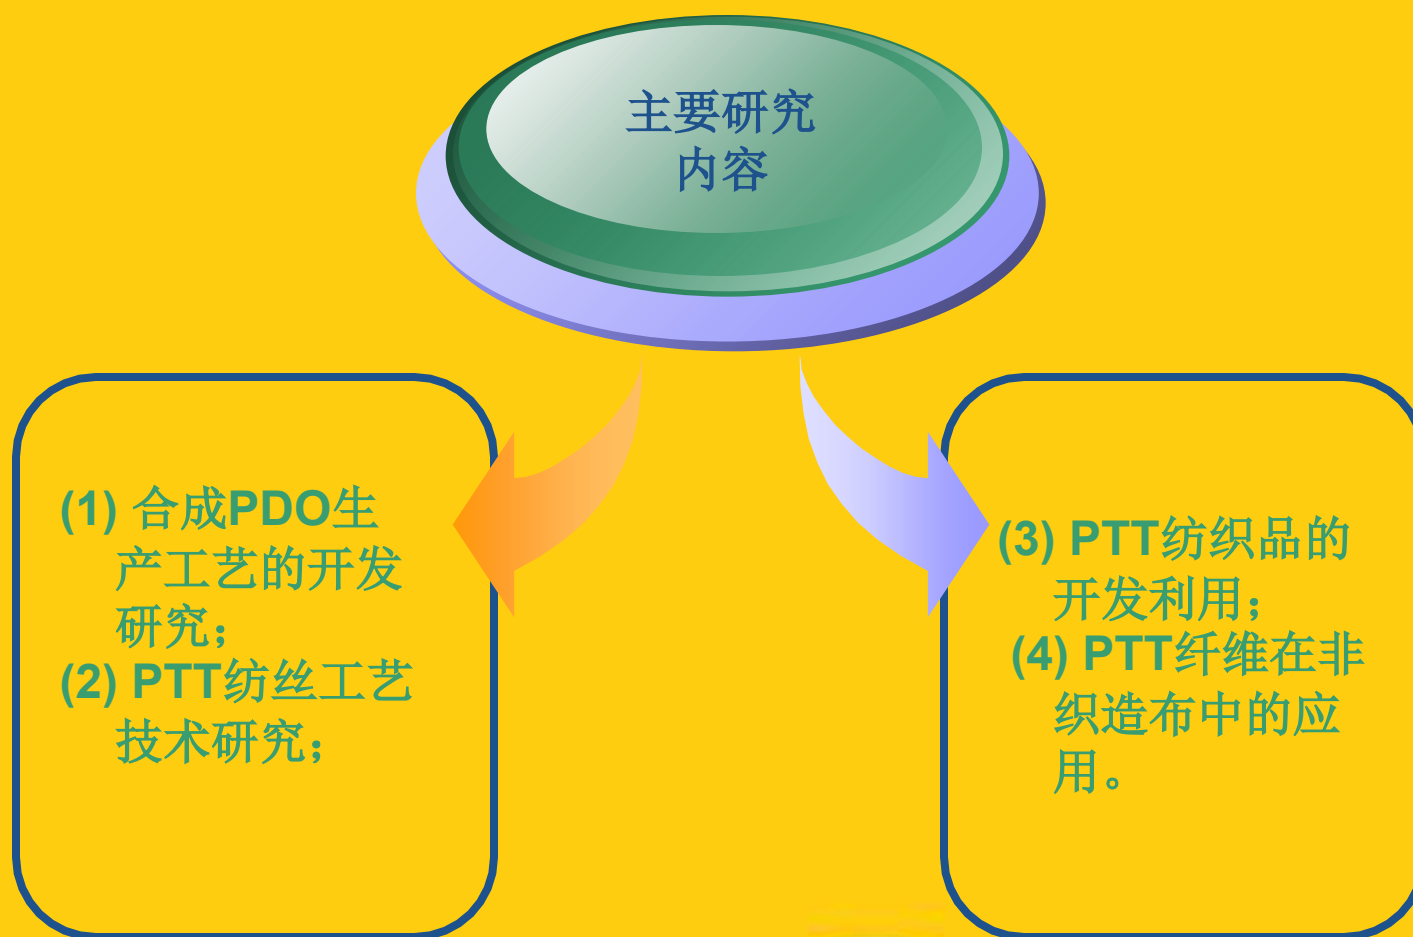 主要研究
内容
(1) 合成PDO生
产工艺的开发
研究；
(2) PTT纺丝工艺
技术研究；
(3) PTT纺织品的
开发利用；
(4) PTT纤维在非
织造布中的应
用。